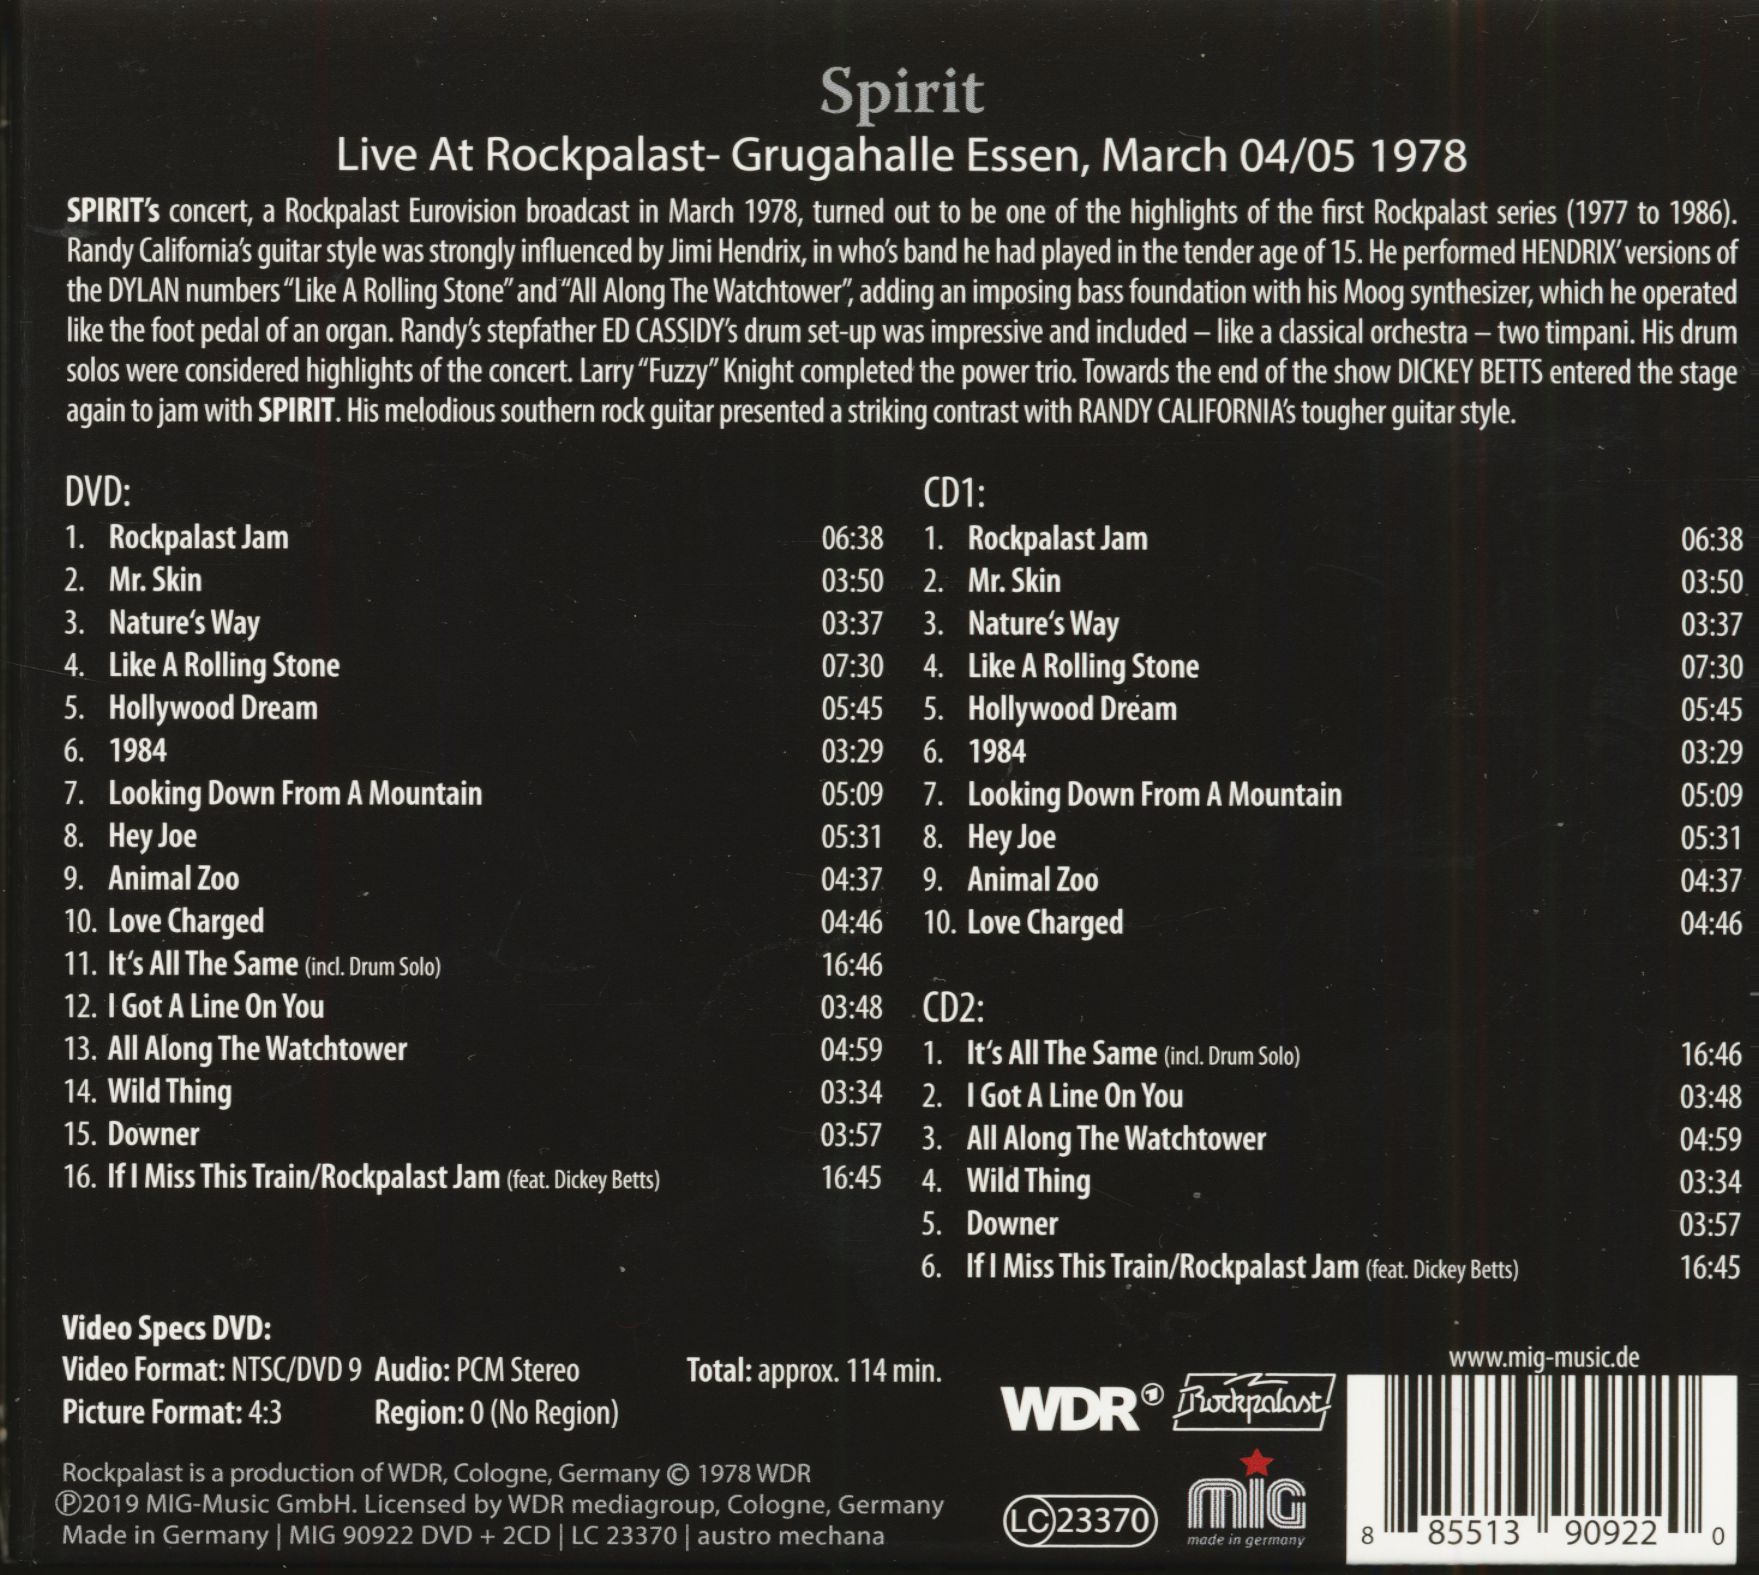 Spirit
Live At Rockpalast- Grugahalle Essen, March 04/05 1978
SPIRIT's concert, a Rockpalast Eurovision broadcast in March 1978, turned out to be one of the highlights of the first Rockpalast series (1977 to 1986).
Randy California's guitar style was strongly influenced by Jimi Hendrix, in who's band he had played in the tender age of 15. He performed HENDRIX' versions of
the DYLAN numbers "Like A Rolling Stone" and "All Along The Watchtower", adding an imposing bass foundation with his Moog synthesizer, which he operated
like the foot pedal of an organ. Randy's stepfather ED CASSIDY's drum set-up was impressive and included – like a classical orchestra – two timpani. His drum
solos were considered highlights of the concert. Larry "Fuzzy" Knight completed the power trio. Towards the end of the show DICKEY BETTS entered the stage
again to jam with SPIRIT. His melodious southern rock guitar presented a striking contrast with RANDY CALIFORNIA's tougher guitar style.
DVD:
1. Rockpalast Jam 06:38
2. Mr. Skin 03:50
3. Nature‘s Way 03:37
4. Like A Rolling Stone 07:30
5. Hollywood Dream 05:45
6. 1984 03:29
7. Looking Down From A Mountain 05:09
8. Hey Joe 05:31
9. Animal Zoo 04:37
10. Love Charged 04:46
11. It‘s All The Same (incl. Drum Solo) 16:46
12. I Got A Line On You 03:48
13. All Along The Watchtower 04:59
14. Wild Thing 03:34
15. Downer 03:57
16. If I Miss This Train/Rockpalast Jam (feat. Dickey Betts) 16:45
CD1:
1. Rockpalast Jam 06:38
2. Mr. Skin 03:50
3. Nature‘s Way 03:37
4. Like A Rolling Stone 07:30
5. Hollywood Dream 05:45
6. 1984 03:29
7. Looking Down From A Mountain 05:09
8. Hey Joe 05:31
9. Animal Zoo 04:37
10. Love Charged 04:46
CD2:
1. It‘s All The Same (incl. Drum Solo) 16:46
2. I Got A Line On You 03:48
3. All Along The Watchtower 04:59
4. Wild Thing 03:34
5. Downer 03:57
6. If I Miss This Train/Rockpalast Jam (feat. Dickey Betts) 16:45
Video Specs DVD:
Video Format: NTSC/DVD 9 Audio: PCM Stereo Total: approx. 114 min.
Picture Format: 4:3 Region: 0 (No Region)
Rockpalast is a production of WDR, Cologne, Germany © 1978 WDR
℗2019 MIG-Music GmbH. Licensed by WDR mediagroup, Cologne, Germany
Made in Germany | MIG 90922 DVD + 2CD | LC 23370 | austro mechana
WDR 1
Rockpalast
LC 23370
MIG
made in germany
www.mig-music.de
8 85513 90922 0